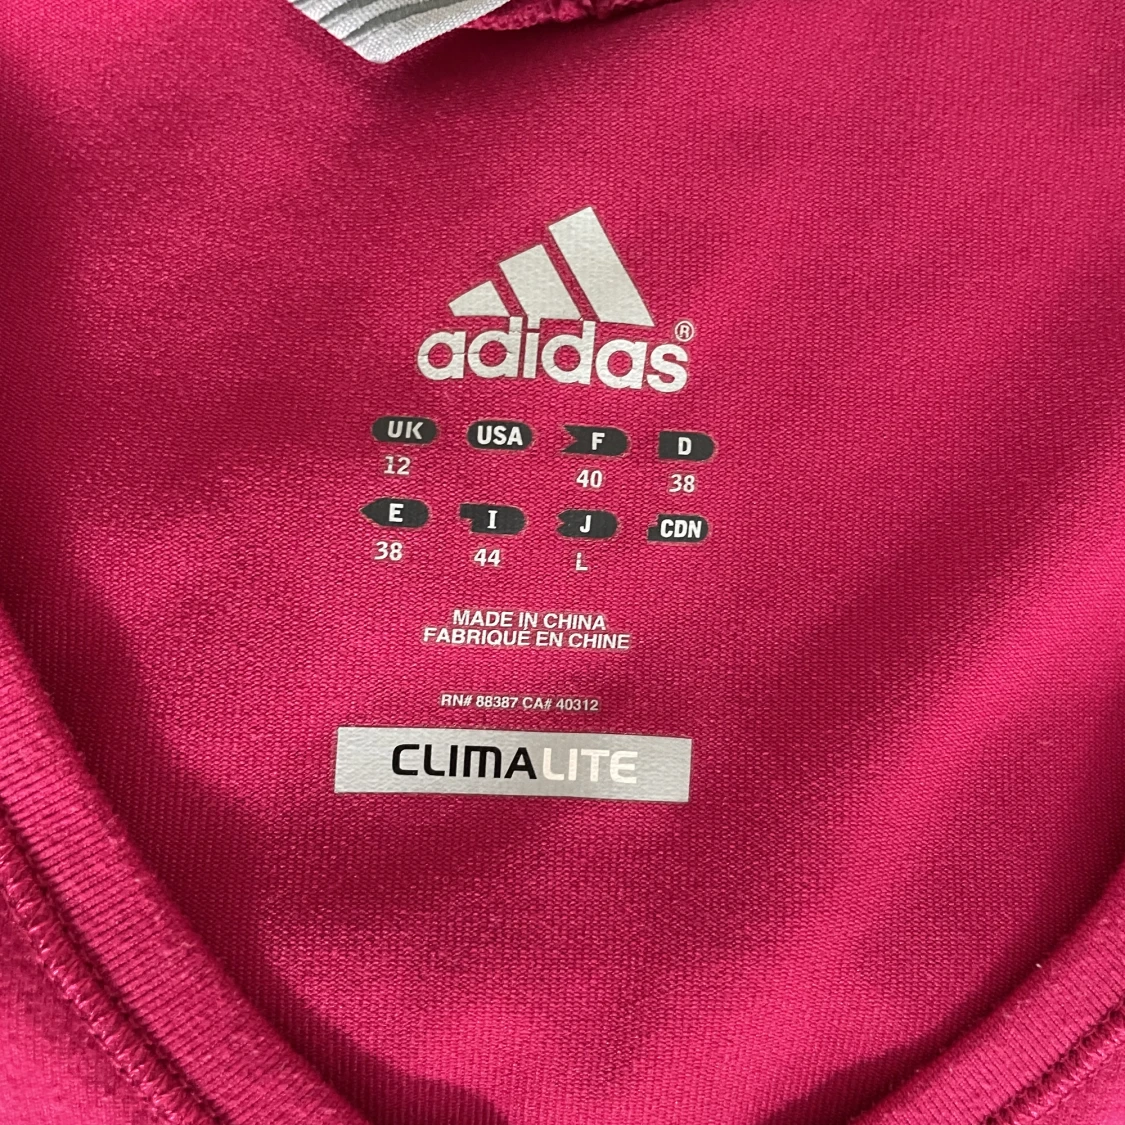 adidas®
UK USA F D
12 40 38
E I J CDN
38 44 L
MADE IN CHINA
FABRIQUÉ EN CHINE
RN# 88387 CA# 40312
CLIMALITE